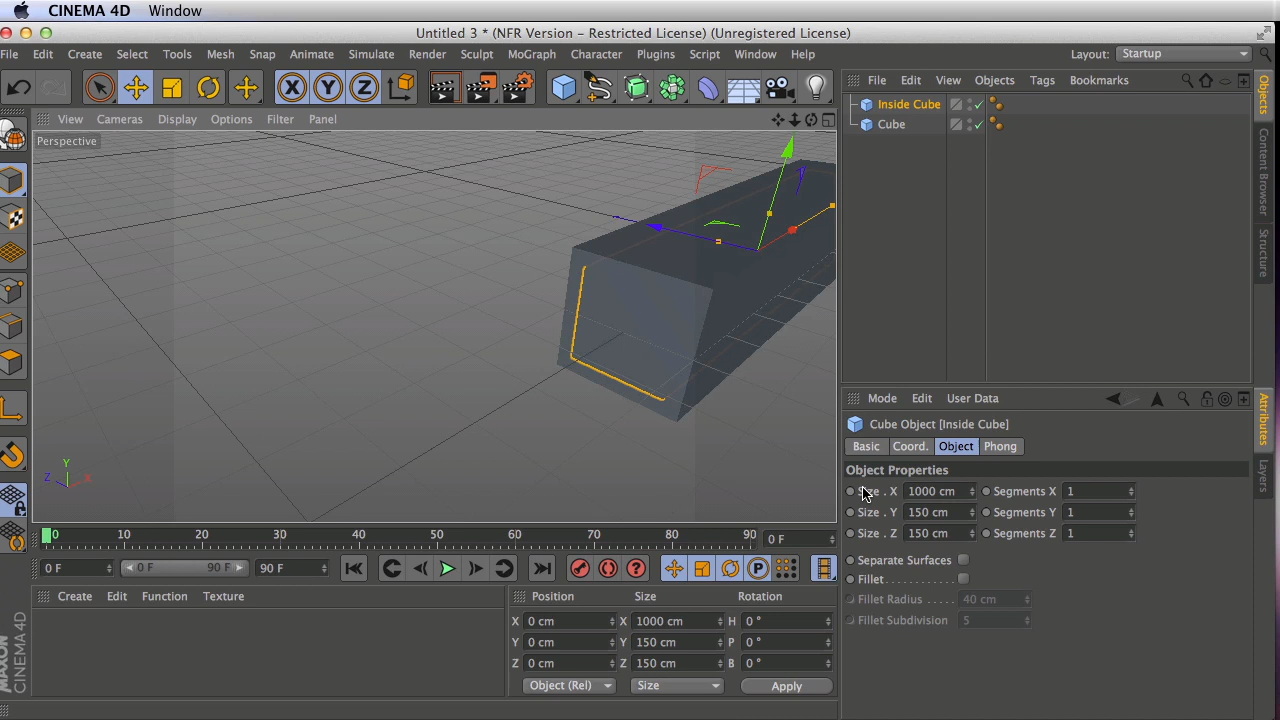 CINEMA 4D Window
Untitled 3 * (NFR Version – Restricted License) (Unregistered License)
File Edit Create Select Tools Mesh Snap Animate Simulate Render Sculpt MoGraph Character Plugins Script Window Help Layout: Startup
X Y Z
File Edit View Objects Tags Bookmarks
View Cameras Display Options Filter Panel
Perspective
Inside Cube
Cube
Objects
Content Browser
Structure
Y
Z X
Mode Edit User Data
Cube Object [Inside Cube]
Basic Coord. Object Phong
Object Properties
Size . X 1000 cm Segments X 1
Size . Y 150 cm Segments Y 1
Size . Z 150 cm Segments Z 1
Separate Surfaces
Fillet
Fillet Radius ..... 40 cm
Fillet Subdivision 5
Attributes
Layers
0 10 20 30 40 50 60 70 80 90 0 F
0 F 0 F 90 F 90 F
P
Create Edit Function Texture
Position Size Rotation
X 0 cm X 1000 cm H 0 °
Y 0 cm Y 150 cm P 0 °
Z 0 cm Z 150 cm B 0 °
Object (Rel) Size Apply
MAXON
CINEMA 4D